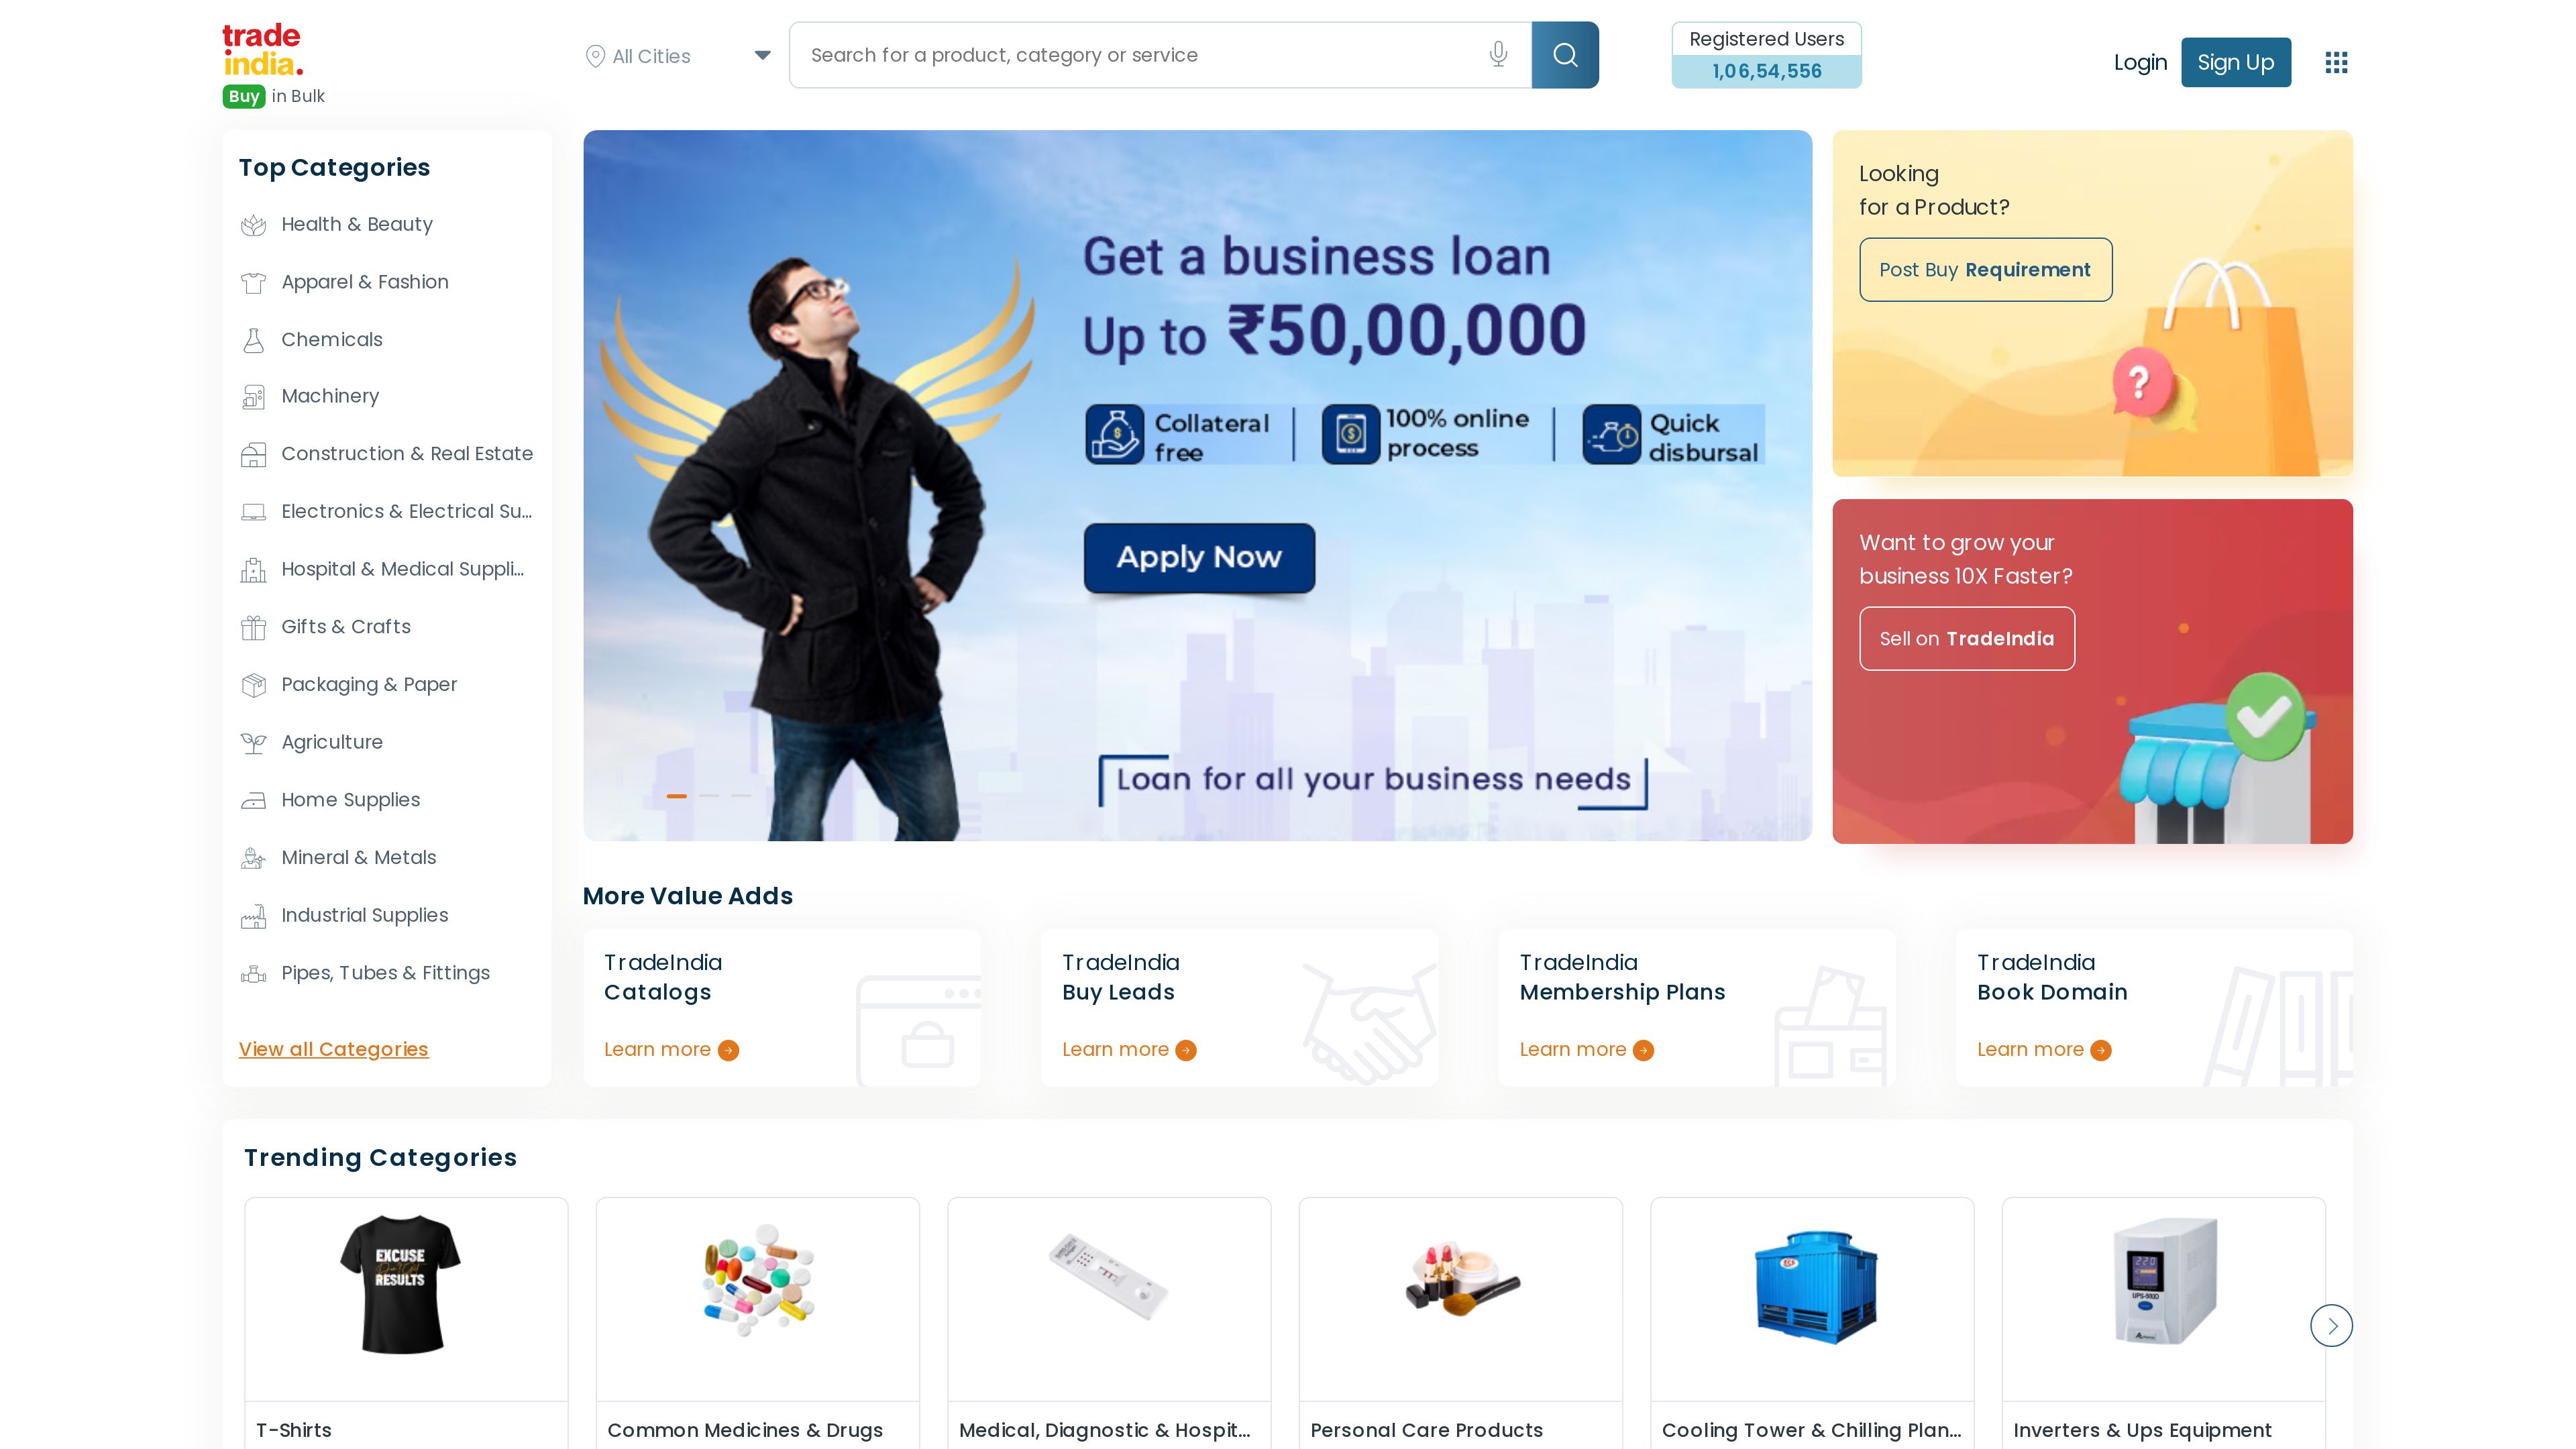 trade
india.
Buy in Bulk
All Cities
Search for a product, category or service
Registered Users
1,06,54,556
Login
Sign Up
Top Categories
Health & Beauty
Apparel & Fashion
Chemicals
Machinery
Construction & Real Estate
Electronics & Electrical Su...
Hospital & Medical Suppli...
Gifts & Crafts
Packaging & Paper
Agriculture
Home Supplies
Mineral & Metals
Industrial Supplies
Pipes, Tubes & Fittings
View all Categories
Get a business loan
Up to ₹50,00,000
Collateral
free
100% online
process
Quick
disbursal
Apply Now
Loan for all your business needs
Looking
for a Product?
Post Buy Requirement
Want to grow your
business 10X Faster?
Sell on TradeIndia
More Value Adds
TradeIndia
Catalogs
Learn more
TradeIndia
Buy Leads
Learn more
TradeIndia
Membership Plans
Learn more
TradeIndia
Book Domain
Learn more
Trending Categories
EXCUSE
RESULTS
220
UPS-500D
T-Shirts
Common Medicines & Drugs
Medical, Diagnostic & Hospit...
Personal Care Products
Cooling Tower & Chilling Plan...
Inverters & Ups Equipment